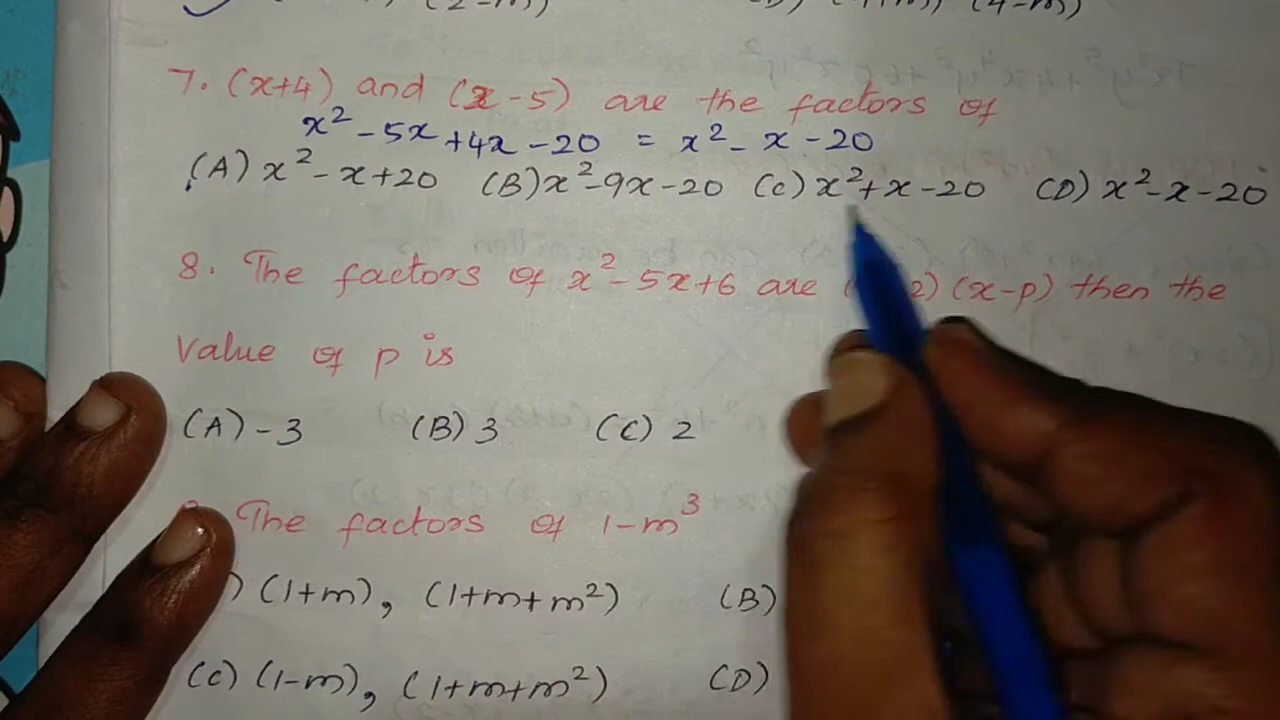 (2-m)
(4-m)
7. (x+4) and (x-5) are the factors of
x² - 5x + 4x - 20 = x² - x - 20
(A) x² - x + 20 (B) x² - 9x - 20 (C) x² + x - 20 (D) x² - x - 20
8. The factors of x² - 5x + 6 are 2) (x-p) then the
value of p is
(A) -3 (B) 3 (C) 2
The factors of 1-m³
) (1+m), (1+m+m²) (B)
(C) (1-m), (1+m+m²) (D)